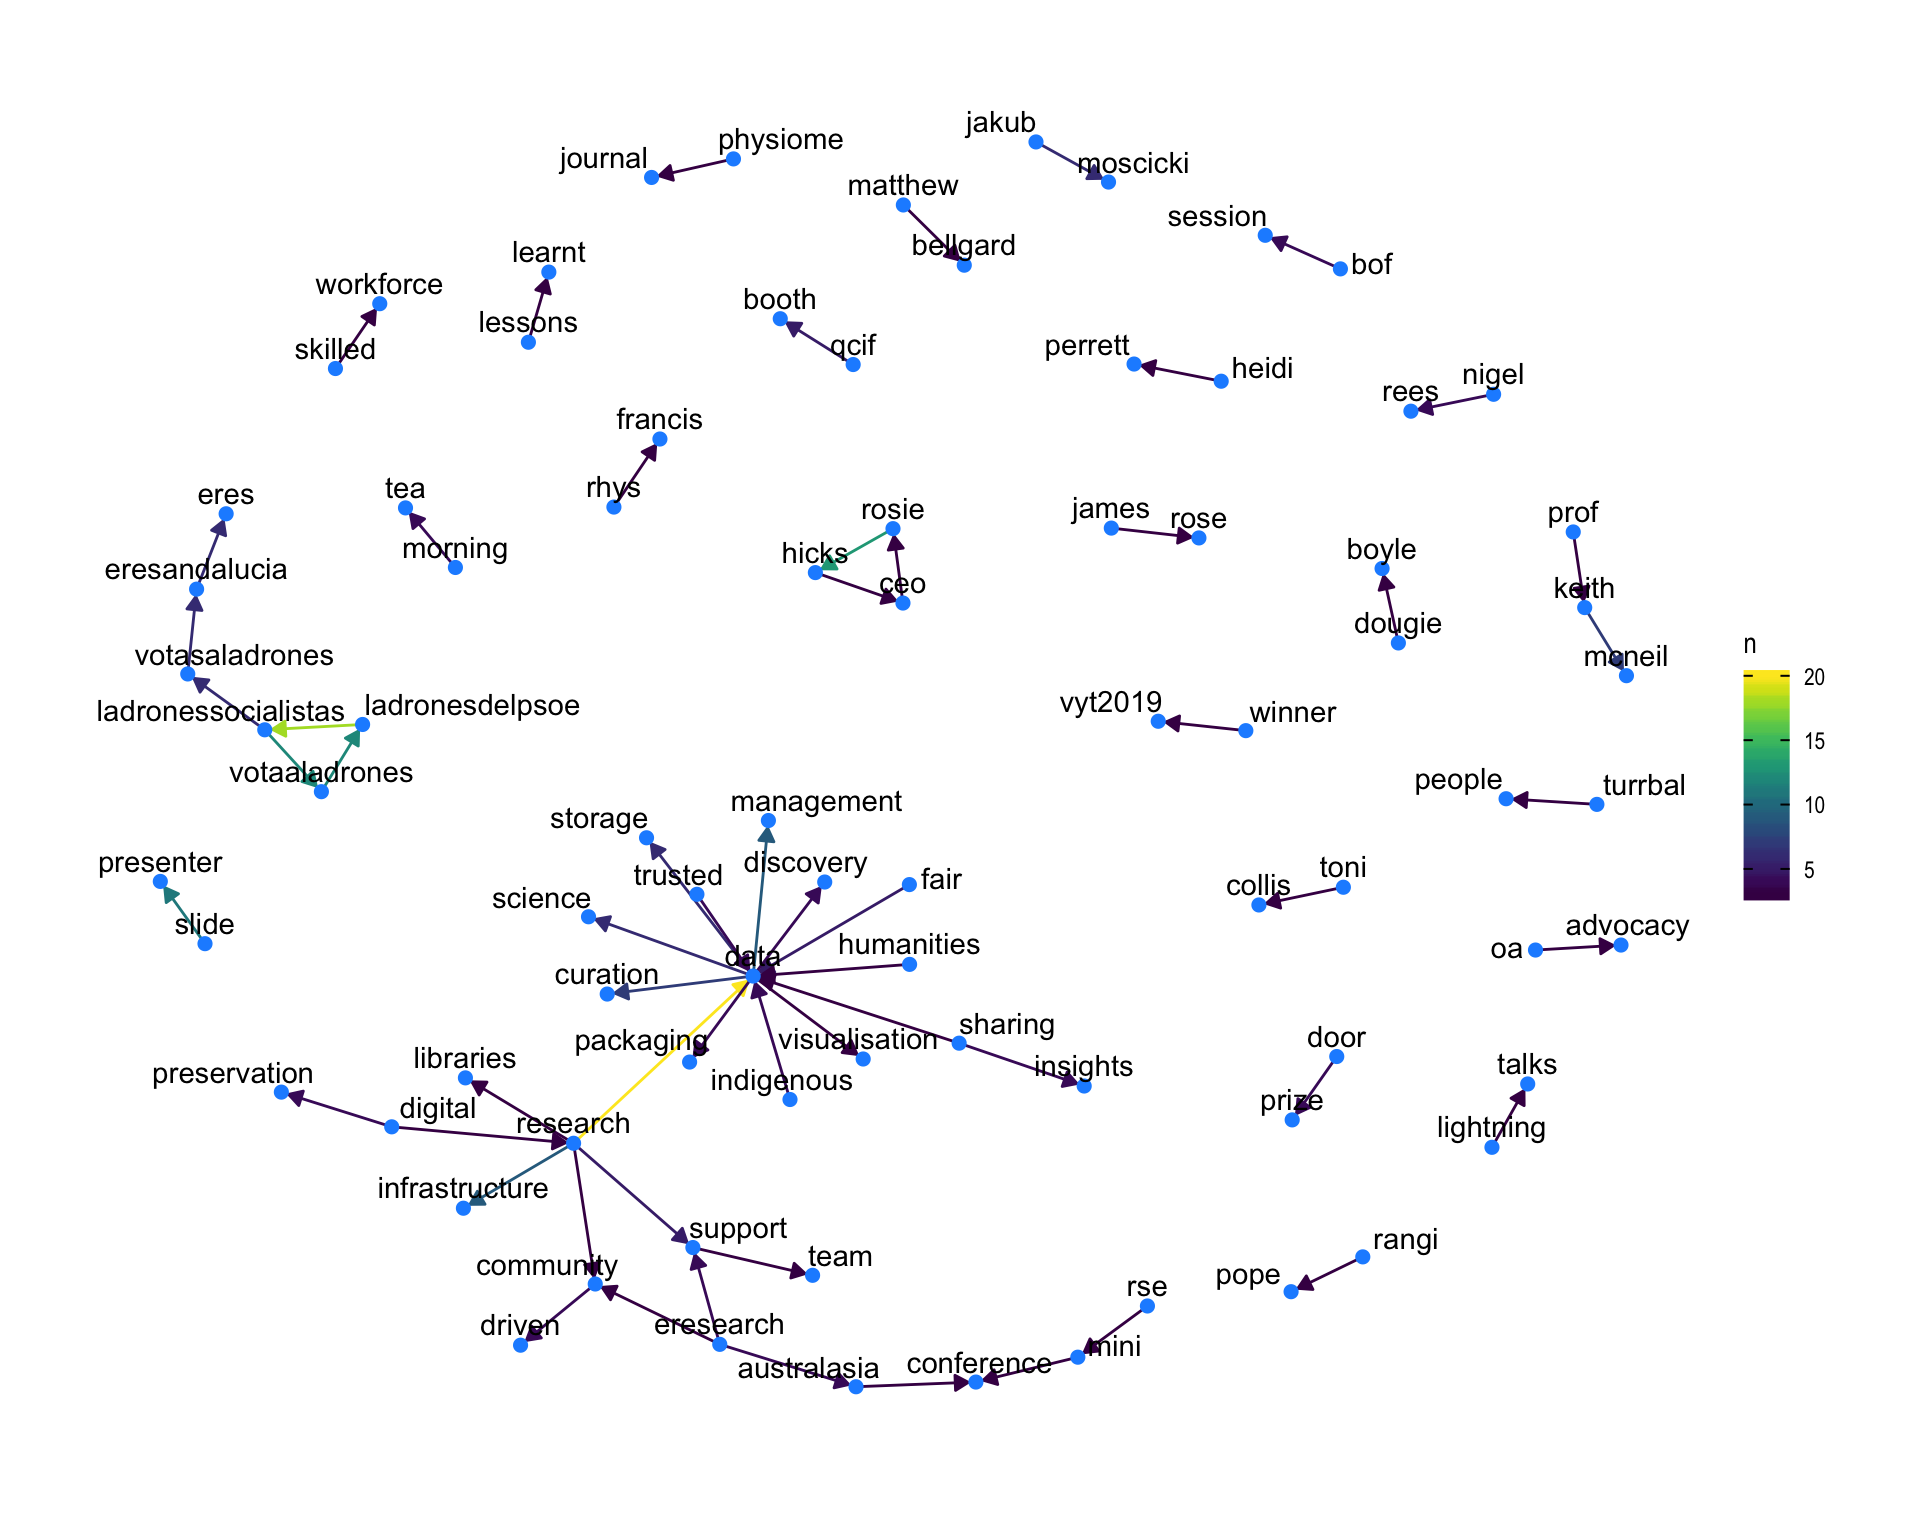 jakub
physiome
journal
moscicki
matthew
session
bellgard
bof
learnt
workforce
booth
lessons
qcif
skilled
perrett
heidi
nigel
rees
francis
eres
tea
rhys
rosie
james
rose
prof
morning
hicks
boyle
eresandalucia
ceo
keith
dougie
n
votasaladrones
mcneil
20
ladronessocialistas
ladronesdelpsoe
vyt2019
winner
15
votaaladrones
people
turrbal
management
10
storage
presenter
discovery
toni
5
trusted
fair
collis
science
slide
advocacy
humanities
oa
data
curation
sharing
door
packaging
visualisation
libraries
insights
talks
preservation
indigenous
prize
digital
research
lightning
infrastructure
support
rangi
team
community
pope
rse
driven
eresearch
mini
australasia
conference